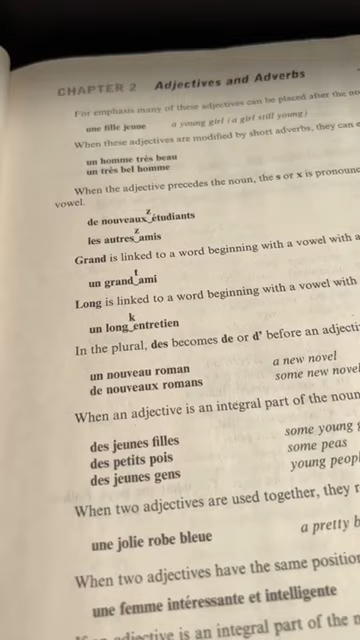 CHAPTER 2 Adjectives and Adverbs
For emphasis many of these adjectives can be placed after the
une fille jeune a young girl (a girl still young)
When these adjectives are modified by short adverbs, they can
un homme très beau
un très bel homme
When the adjective precedes the noun, the s or x is
vowel.
z
de nouveaux‿étudiants
z
les autres‿amis
Grand is linked to a word beginning with a vowel with a
t
un grand‿ami
Long is linked to a word beginning with a vowel with
k
un long‿entretien
In the plural, des becomes de or d' before an
un nouveau roman a new novel
de nouveaux romans some new
When an adjective is an integral part of the
des jeunes filles some young
des petits pois some peas
des jeunes gens young
When two adjectives are used together, they
une jolie robe bleue a pretty
When two adjectives have the same
une femme intéressante et intelligente
adjective is an integral part of the